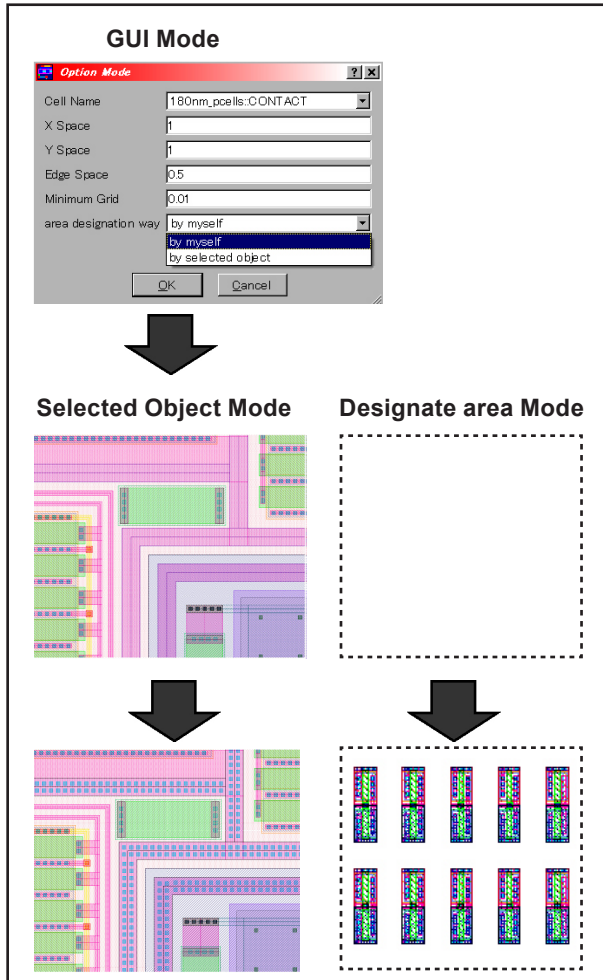 GUI Mode
Option Mode
Cell Name 180nm_pcells::CONTACT
X Space 1
Y Space 1
Edge Space 0.5
Minimum Grid 0.01
area designation way by myself
by myself
by selected object
OK Cancel
Selected Object Mode Designate area Mode